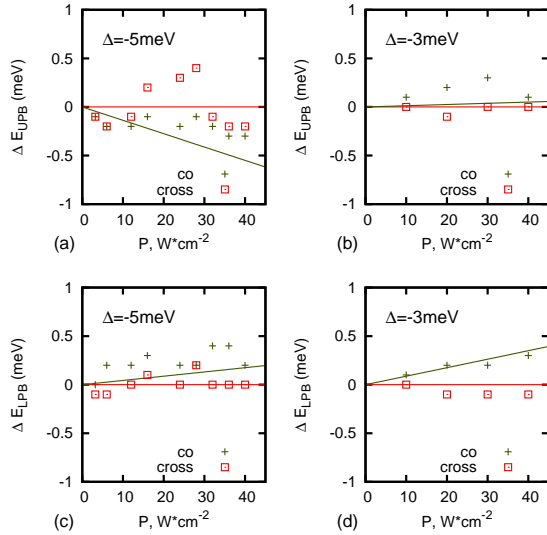 1
0.5
0
-0.5
-1
Δ E_UPB (meV)
Δ=-5meV
co
cross
0 10 20 30 40
(a)
P, W*cm-2
1
0.5
0
-0.5
-1
Δ E_UPB (meV)
Δ=-3meV
co
cross
0 10 20 30 40
(b)
P, W*cm-2
1
0.5
0
-0.5
-1
Δ E_LPB (meV)
Δ=-5meV
co
cross
0 10 20 30 40
(c)
P, W*cm-2
1
0.5
0
-0.5
-1
Δ E_LPB (meV)
Δ=-3meV
co
cross
0 10 20 30 40
(d)
P, W*cm-2